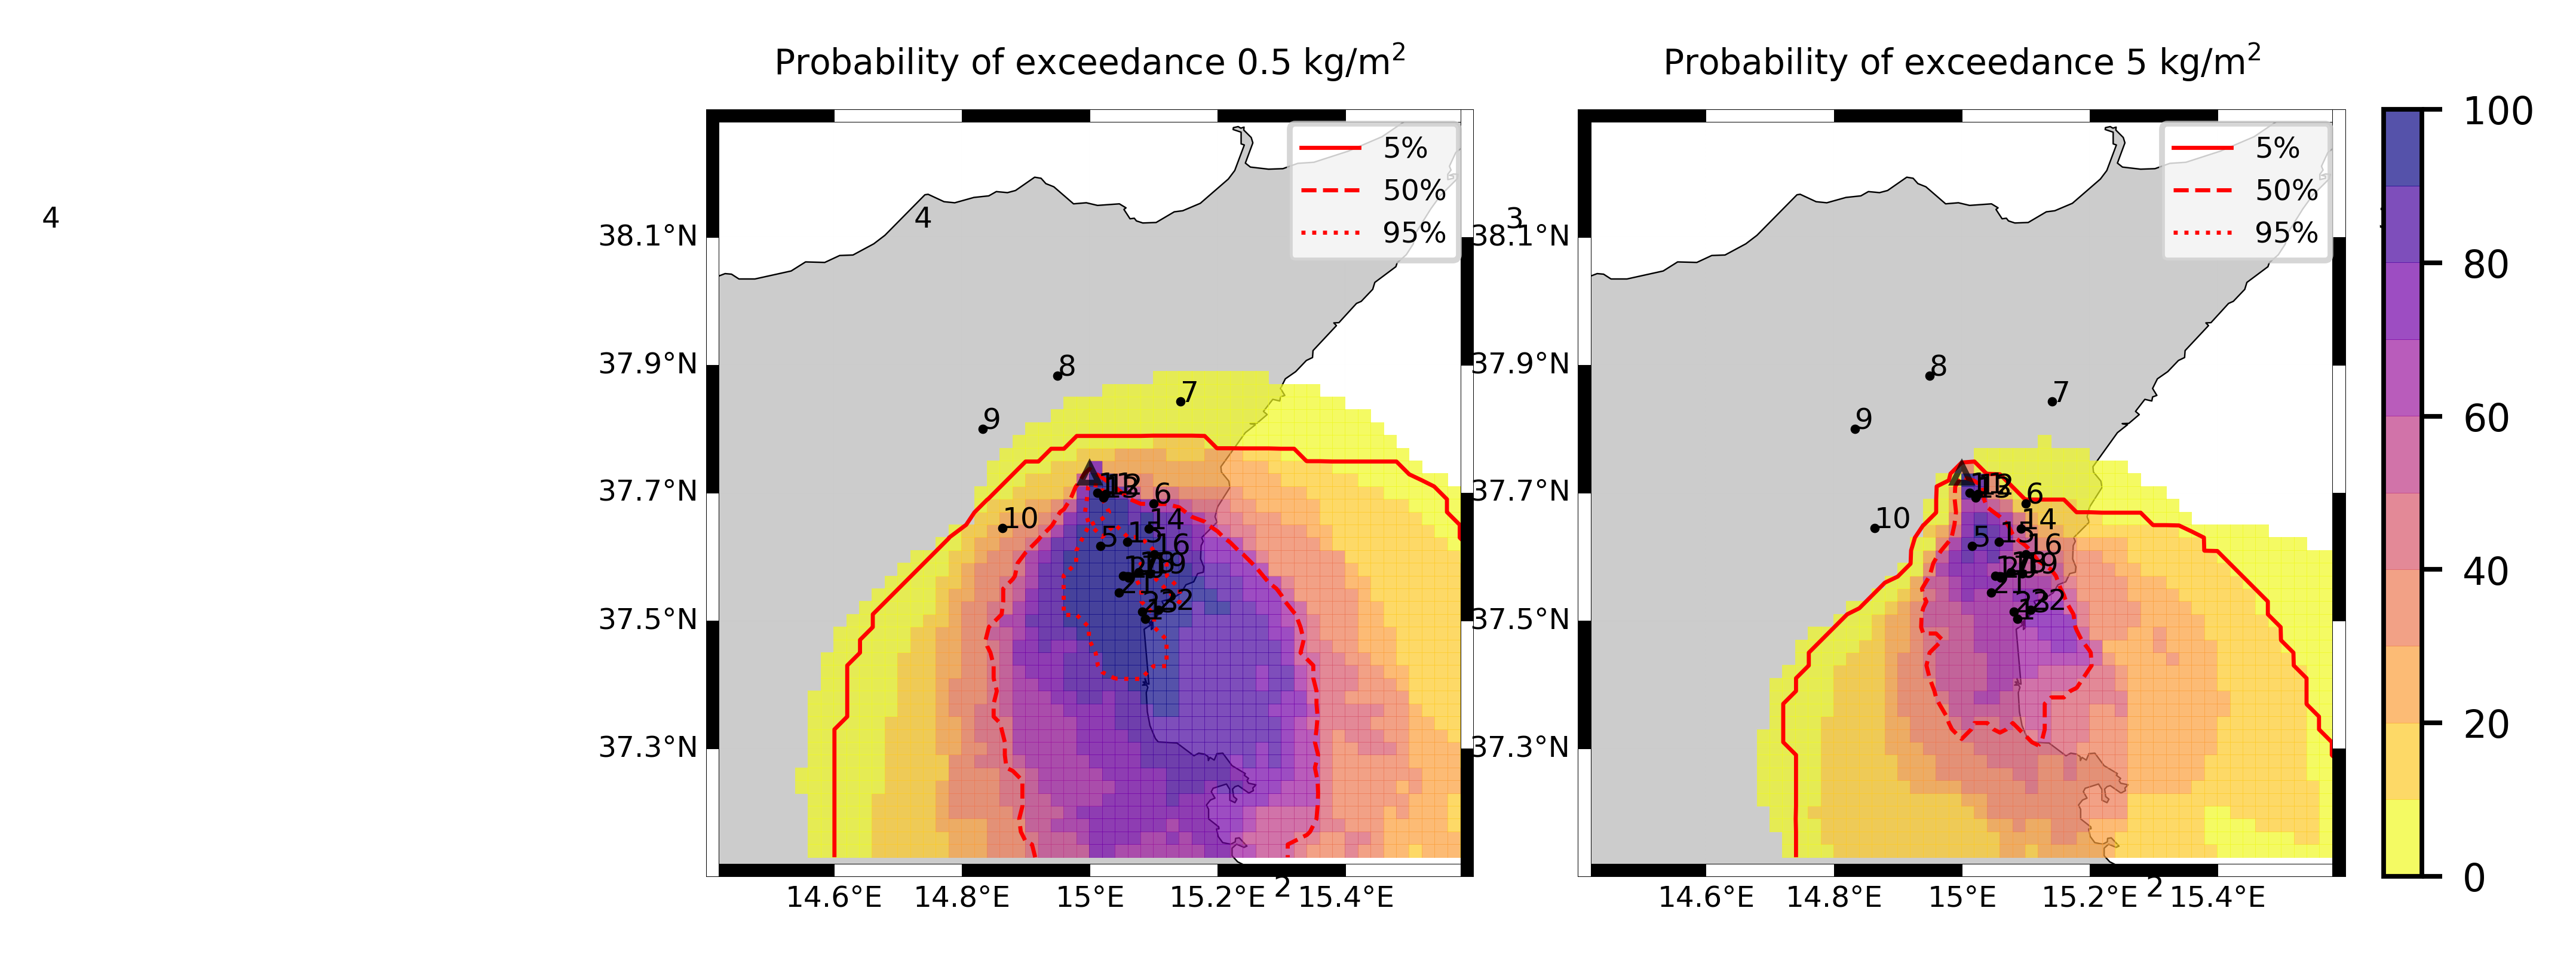 Probability of exceedance 0.5 kg/m²
Probability of exceedance 5 kg/m²
4
4
5%
50%
95%
38.1°N
37.9°N
37.7°N
37.5°N
37.3°N
8
7
9
10
6
14
5
15
16
22
14.6°E
14.8°E
15°E
15.2°E
2
15.4°E
3
5%
50%
95%
38.1°N
37.9°N
37.7°N
37.5°N
37.3°N
8
7
9
10
6
14
5
15
16
22
14.6°E
14.8°E
15°E
15.2°E
2
15.4°E
100
80
60
40
20
0